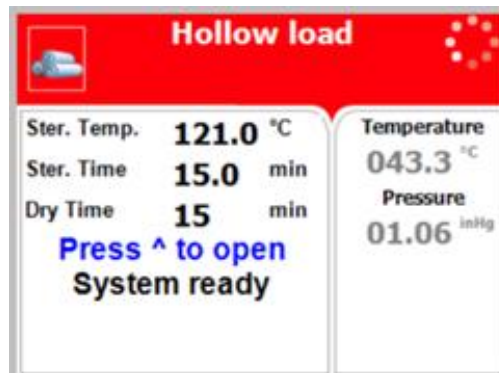 Hollow load
Ster. Temp. 121.0 °C
Ster. Time 15.0 min
Dry Time 15 min
Press ^ to open
System ready
Temperature
043.3 °C
Pressure
01.06 inHg